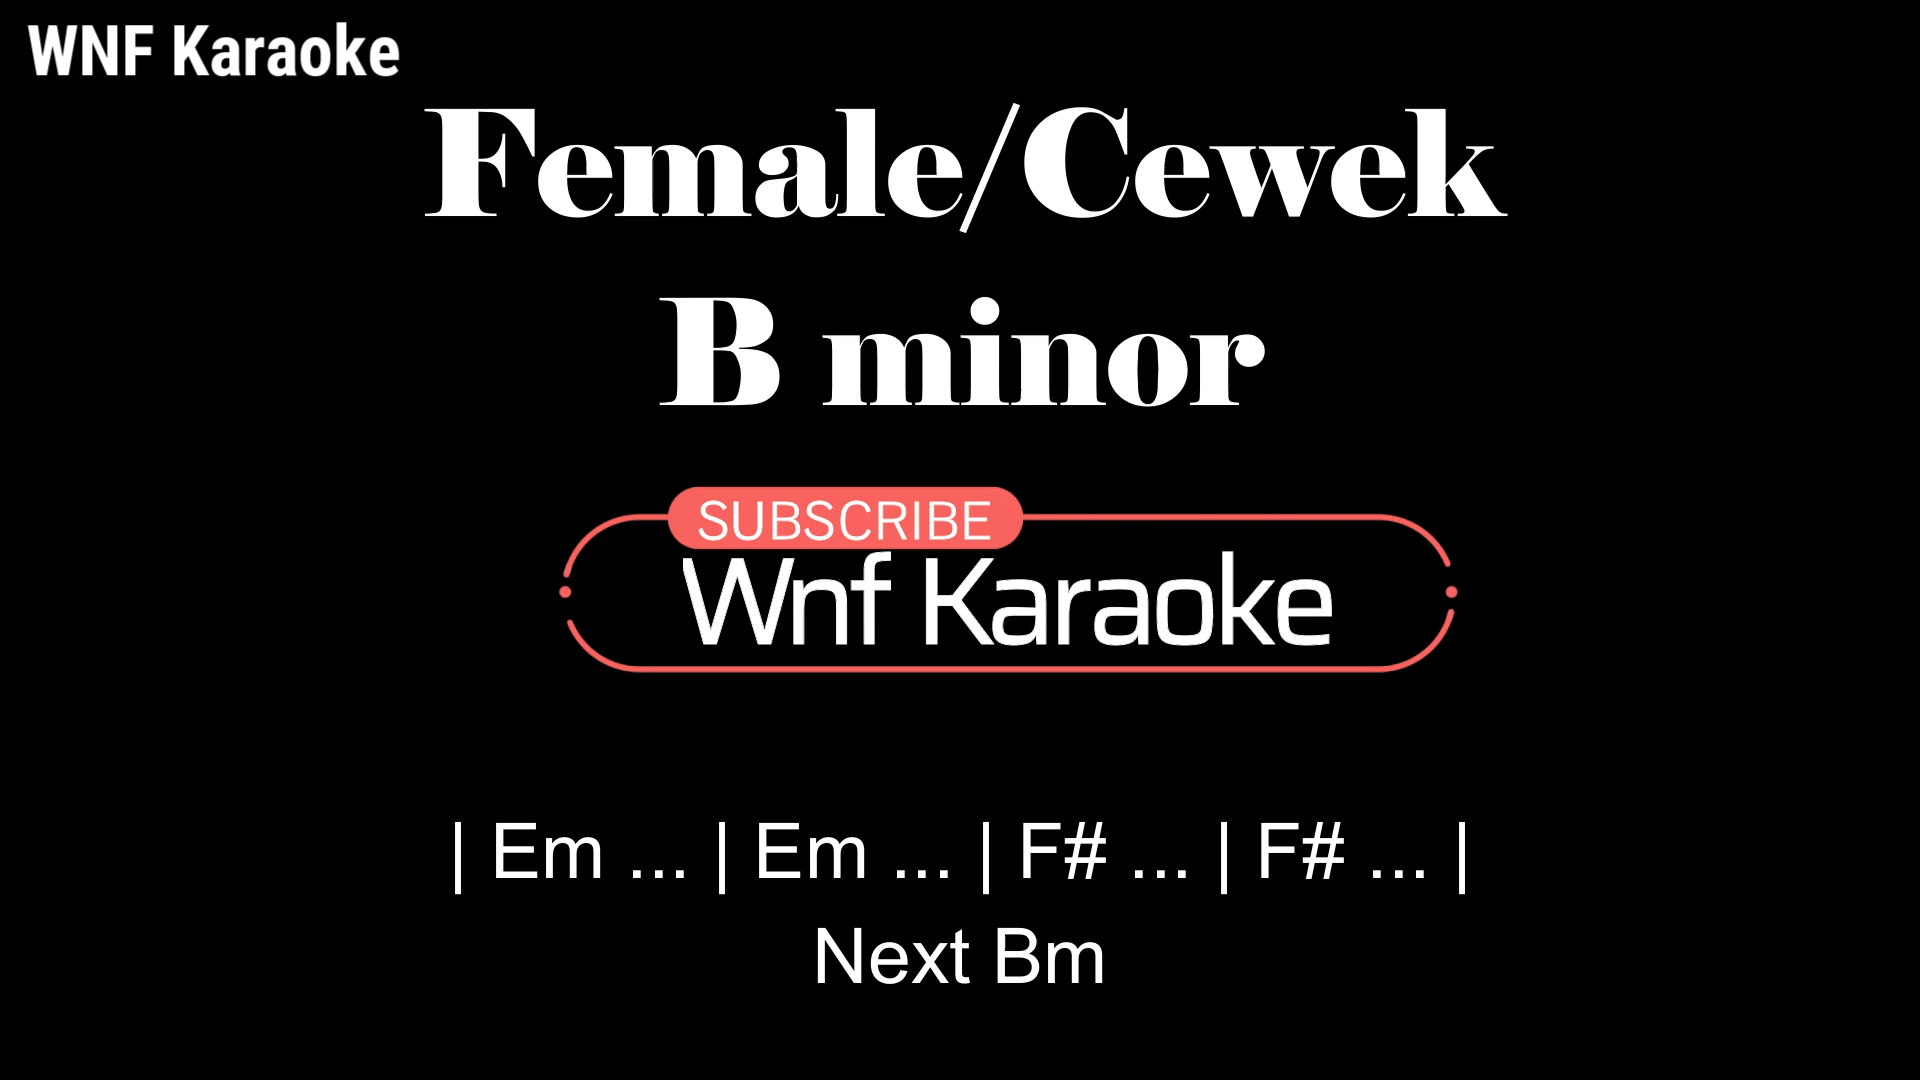 WNF Karaoke
Female/Cewek
B minor
SUBSCRIBE
Wnf Karaoke
| Em ... | Em ... | F# ... | F# ... |
Next Bm